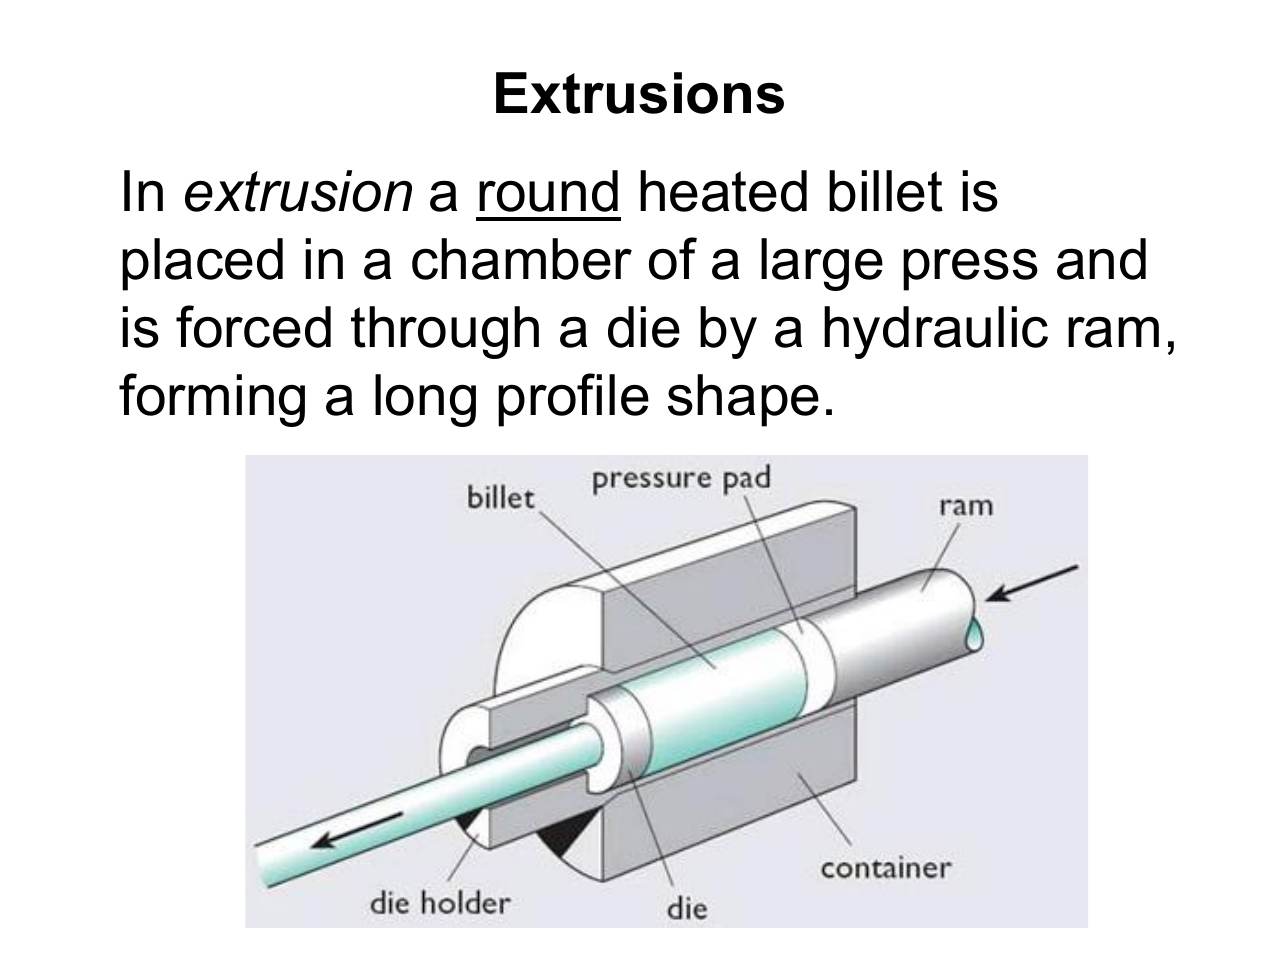 Extrusions
In extrusion a round heated billet is
placed in a chamber of a large press and
is forced through a die by a hydraulic ram,
forming a long profile shape.
pressure pad
billet
ram
container
die holder
die